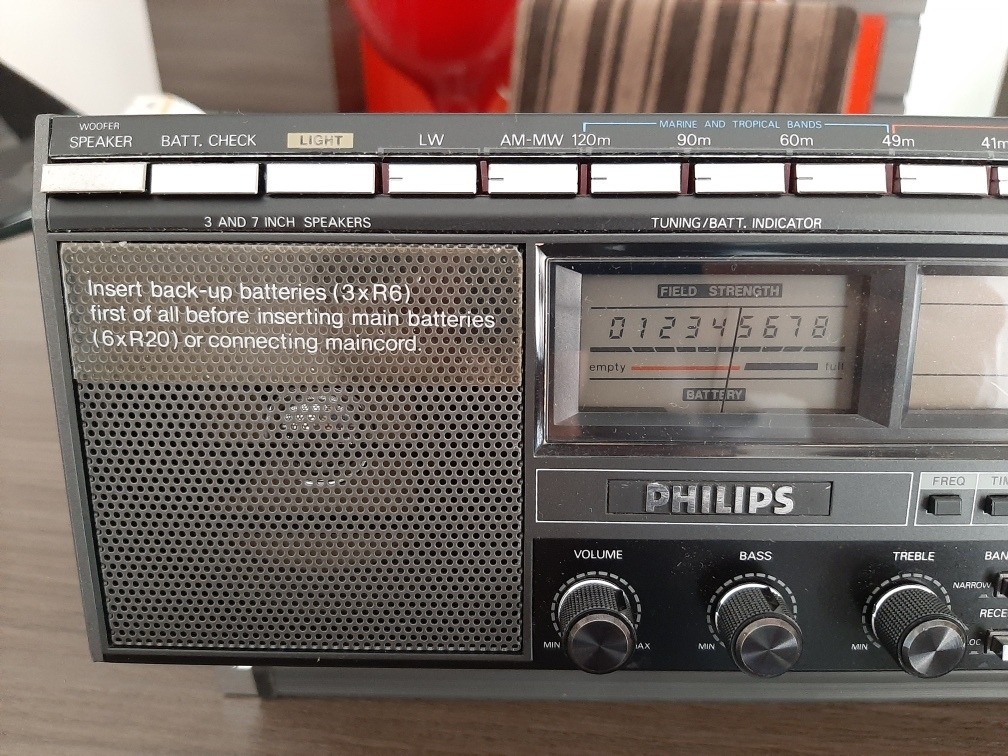 WOOFER
SPEAKER
BATT. CHECK
LIGHT
LW
AM-MW
MARINE AND TROPICAL BANDS
120m
90m
60m
49m
41m
3 AND 7 INCH SPEAKERS
TUNING/BATT. INDICATOR
Insert back-up batteries (3xR6)
first of all before inserting main batteries
(6xR20) or connecting maincord.
FIELD STRENGTH
0 1 2 3 4 5 6 7 8
empty
full
BATTERY
PHILIPS
FREQ
VOLUME
MIN
BASS
MIN
TREBLE
MIN
NARROW